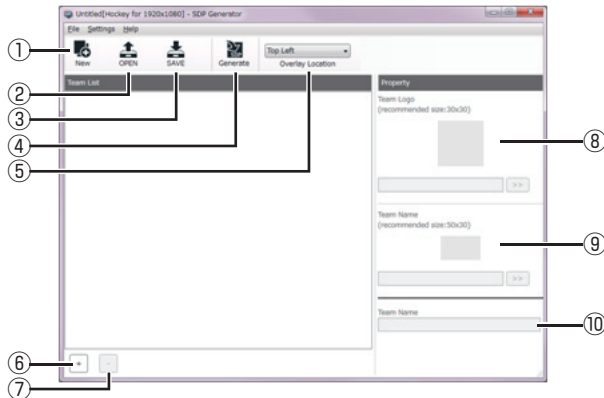 Untitled[Hockey for 1920x1080] - SDP Generator
File Settings Help
① New OPEN SAVE Generate Top Left
Overlay Location
②
③
④
⑤
Team List
Property
Team Logo
(recommended size:30x30)
⑧
>>
Team Name
(recommended size:50x30)
⑨
>>
Team Name
⑩
⑥ + -
⑦